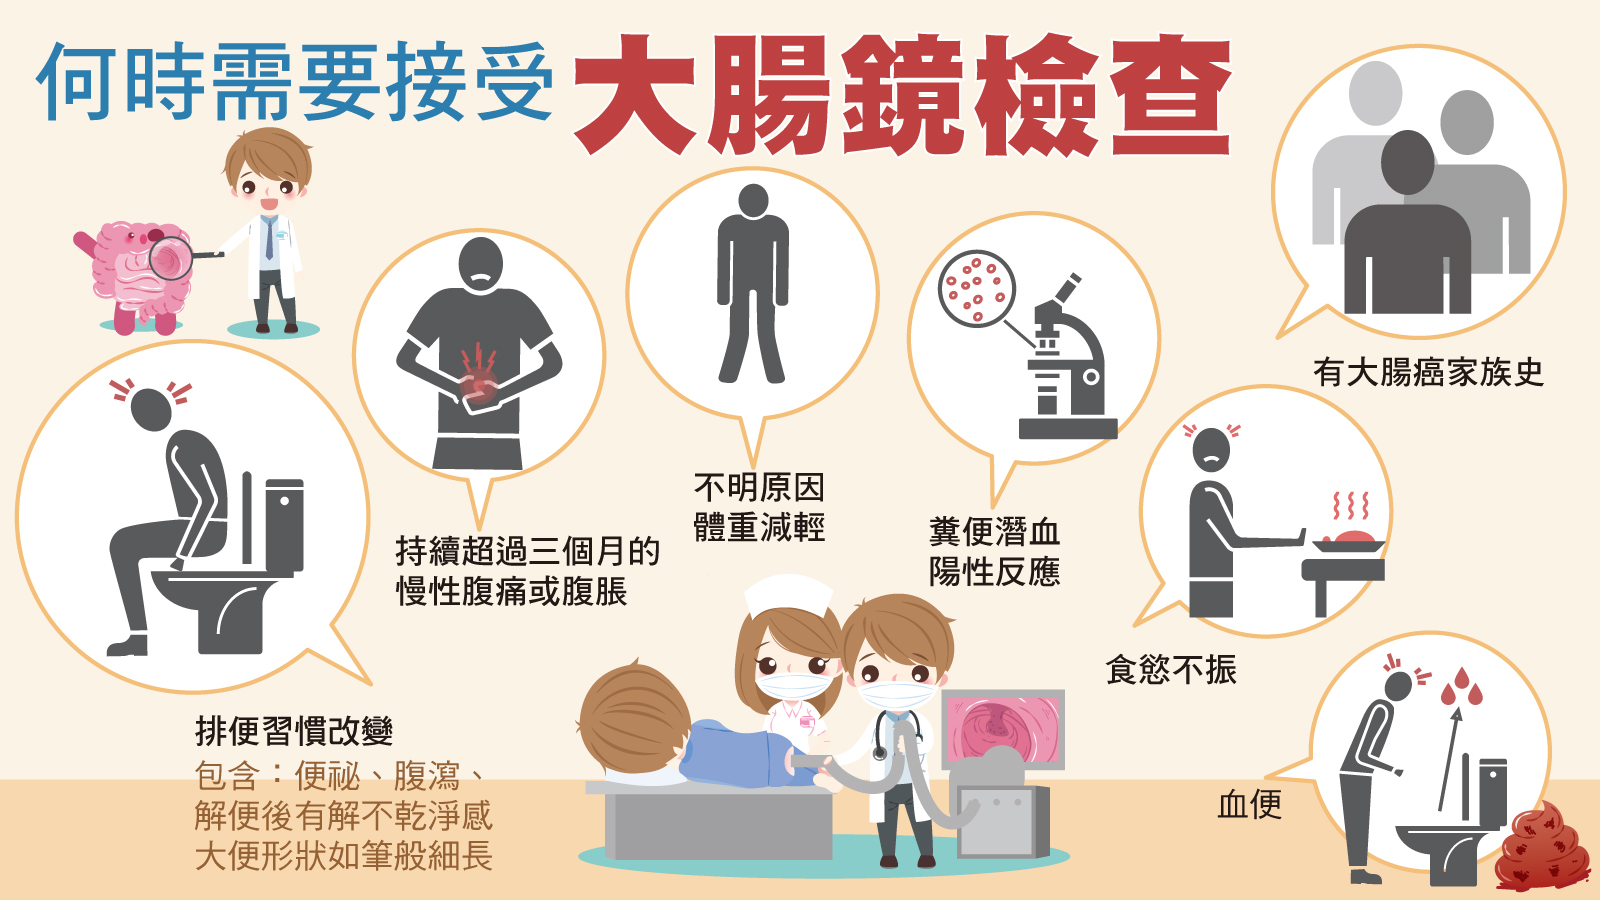 何時需要接受大腸鏡檢查
排便習慣改變
包含：便祕、腹瀉、
解便後有解不乾淨感
大便形狀如筆般細長
持續超過三個月的
慢性腹痛或腹脹
不明原因
體重減輕
糞便潛血
陽性反應
有大腸癌家族史
食慾不振
血便